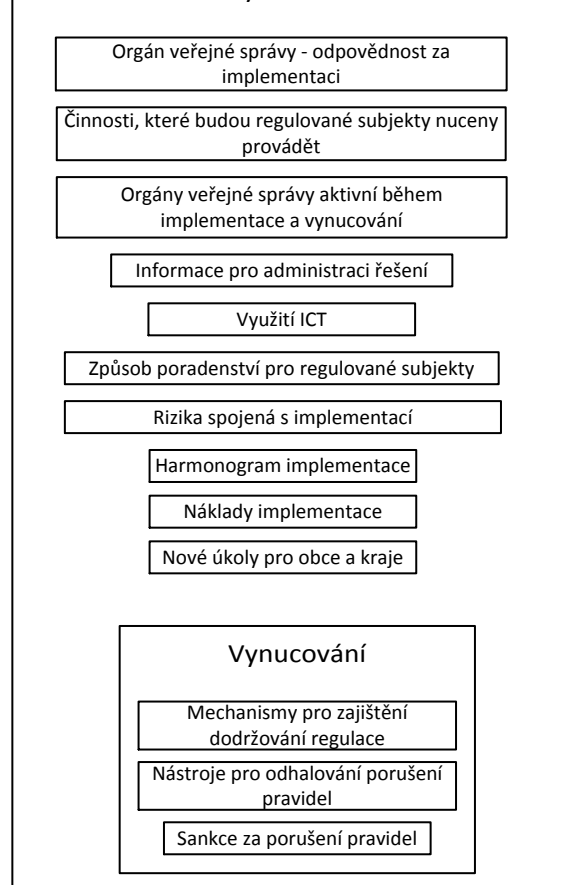 Orgán veřejné správy - odpovědnost za
implementaci
Činnosti, které budou regulované subjekty nuceny
provádět
Orgány veřejné správy aktivní během
implementace a vynucování
Informace pro administraci řešení
Využití ICT
Způsob poradenství pro regulované subjekty
Rizika spojená s implementací
Harmonogram implementace
Náklady implementace
Nové úkoly pro obce a kraje
Vynucování
Mechanismy pro zajištění
dodržování regulace
Nástroje pro odhalování porušení
pravidel
Sankce za porušení pravidel